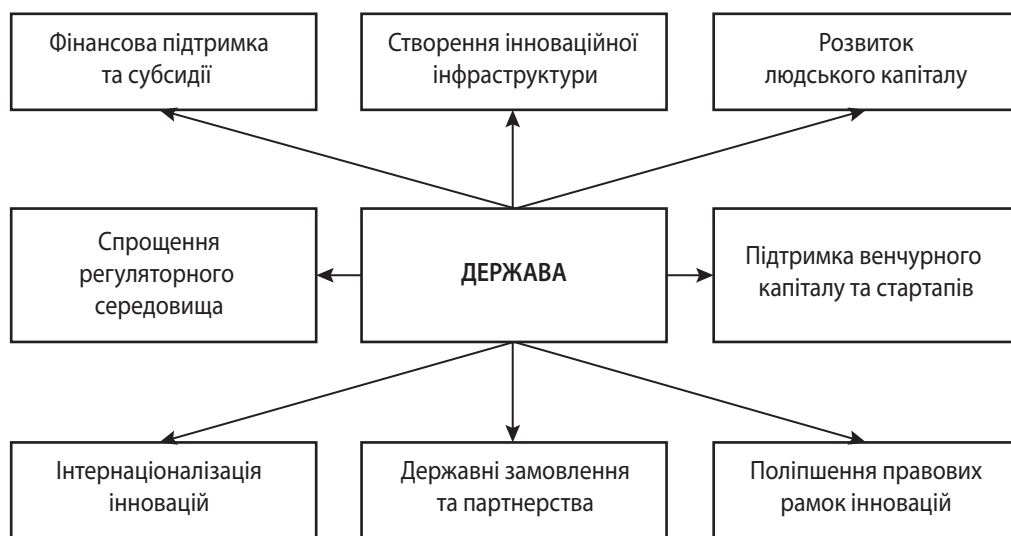 Фінансова підтримка
та субсидії
Створення інноваційної
інфраструктури
Розвиток
людського капіталу
Спрощення
регуляторного
середовища
ДЕРЖАВА
Підтримка венчурного
капіталу та стартапів
Інтернаціоналізація
інновацій
Державні замовлення
та партнерства
Поліпшення правових
рамок інновацій